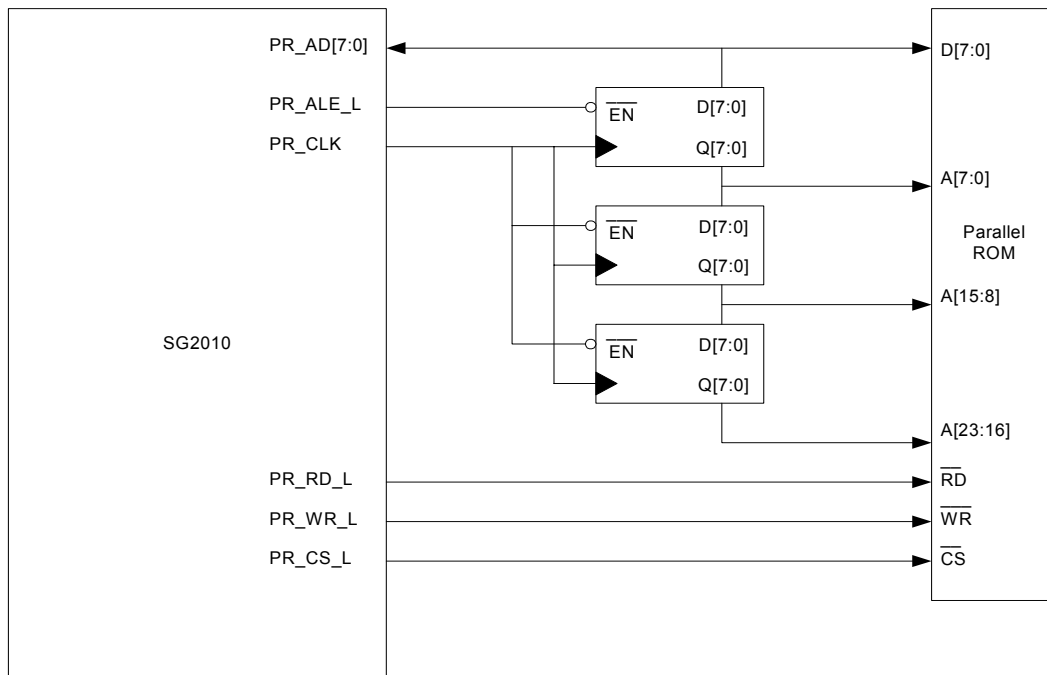 PR_AD[7:0]
D[7:0]
PR_ALE_L
EN
D[7:0]
PR_CLK
Q[7:0]
A[7:0]
EN
D[7:0]
Parallel
ROM
Q[7:0]
A[15:8]
SG2010
EN
D[7:0]
Q[7:0]
A[23:16]
PR_RD_L
RD
PR_WR_L
WR
PR_CS_L
CS